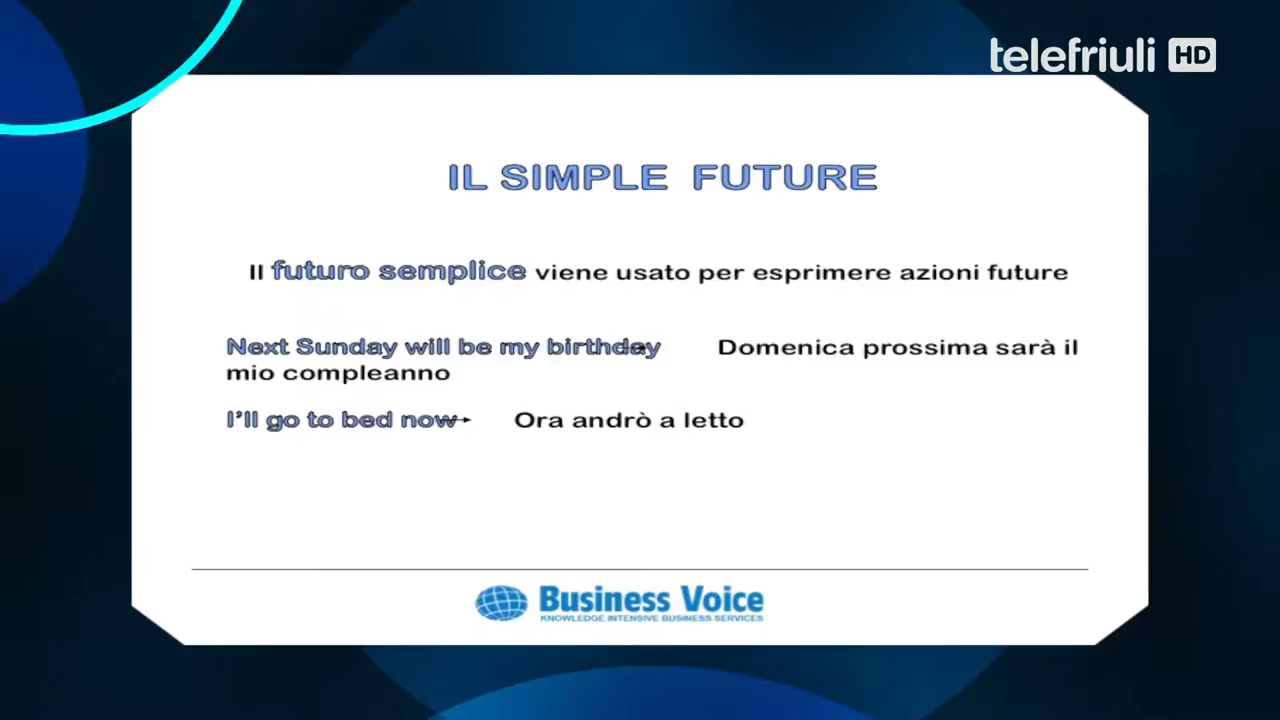 telefriuli HD
IL SIMPLE FUTURE
Il futuro semplice viene usato per esprimere azioni future
Next Sunday will be my birthday → Domenica prossima sarà il
mio compleanno
I'll go to bed now → Ora andrò a letto
Business Voice
KNOWLEDGE INTENSIVE BUSINESS SERVICES